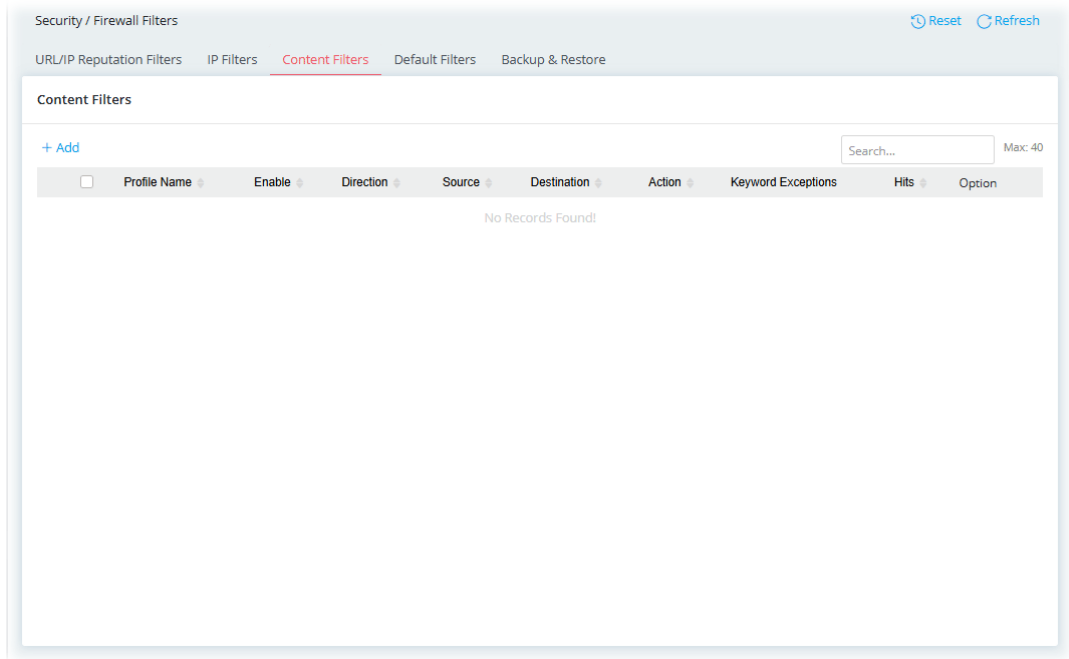 Security / Firewall Filters Reset Refresh
URL/IP Reputation Filters IP Filters Content Filters Default Filters Backup & Restore
Content Filters
+ Add Search... Max: 40
Profile Name Enable Direction Source Destination Action Keyword Exceptions Hits Option
No Records Found!